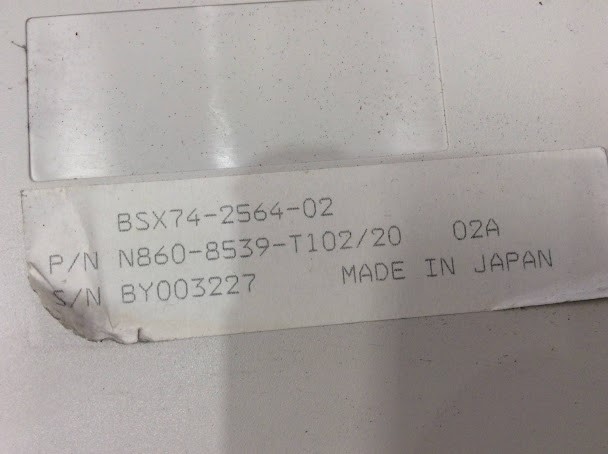 BSX74-2564-02
P/N N860-8539-T102/20 02A
S/N BY003227 MADE IN JAPAN